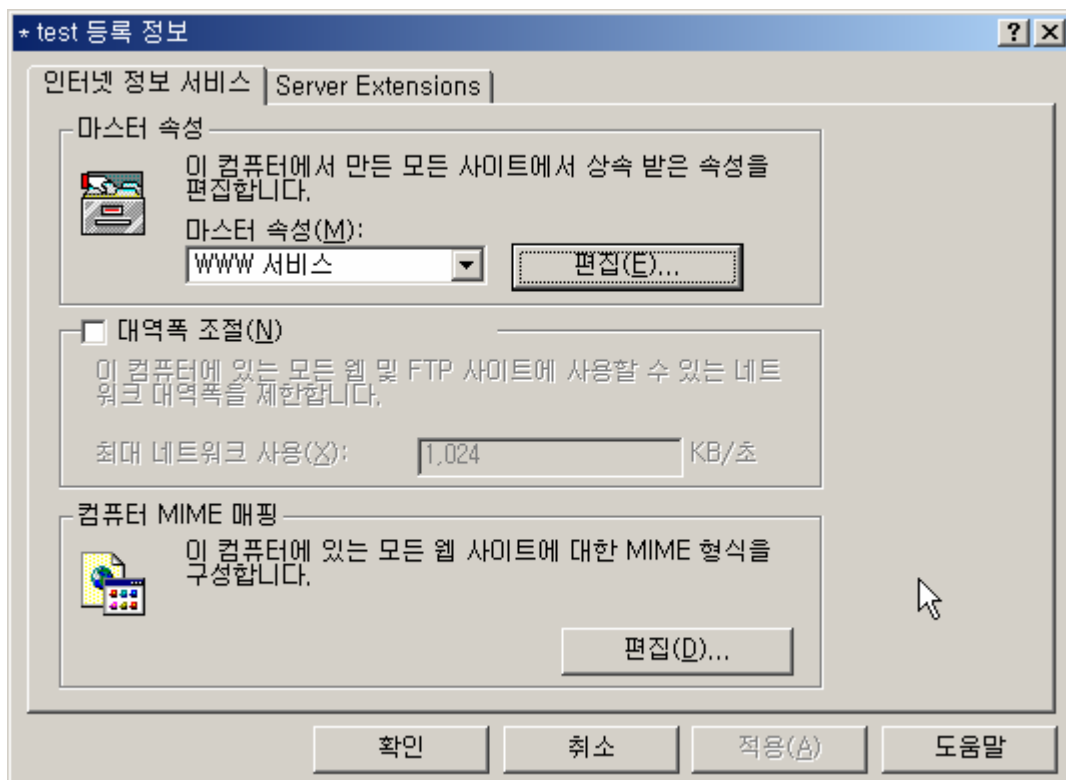 * test 등록 정보
인터넷 정보 서비스
Server Extensions
마스터 속성
이 컴퓨터에서 만든 모든 사이트에서 상속 받은 속성을
편집합니다.
마스터 속성(M):
WWW 서비스
편집(E)...
대역폭 조절(N)
이 컴퓨터에 있는 모든 웹 및 FTP 사이트에 사용할 수 있는 네트
워크 대역폭을 제한합니다.
최대 네트워크 사용(X):
1,024
KB/초
컴퓨터 MIME 매핑
이 컴퓨터에 있는 모든 웹 사이트에 대한 MIME 형식을
구성합니다.
편집(D)...
확인
취소
적용(A)
도움말